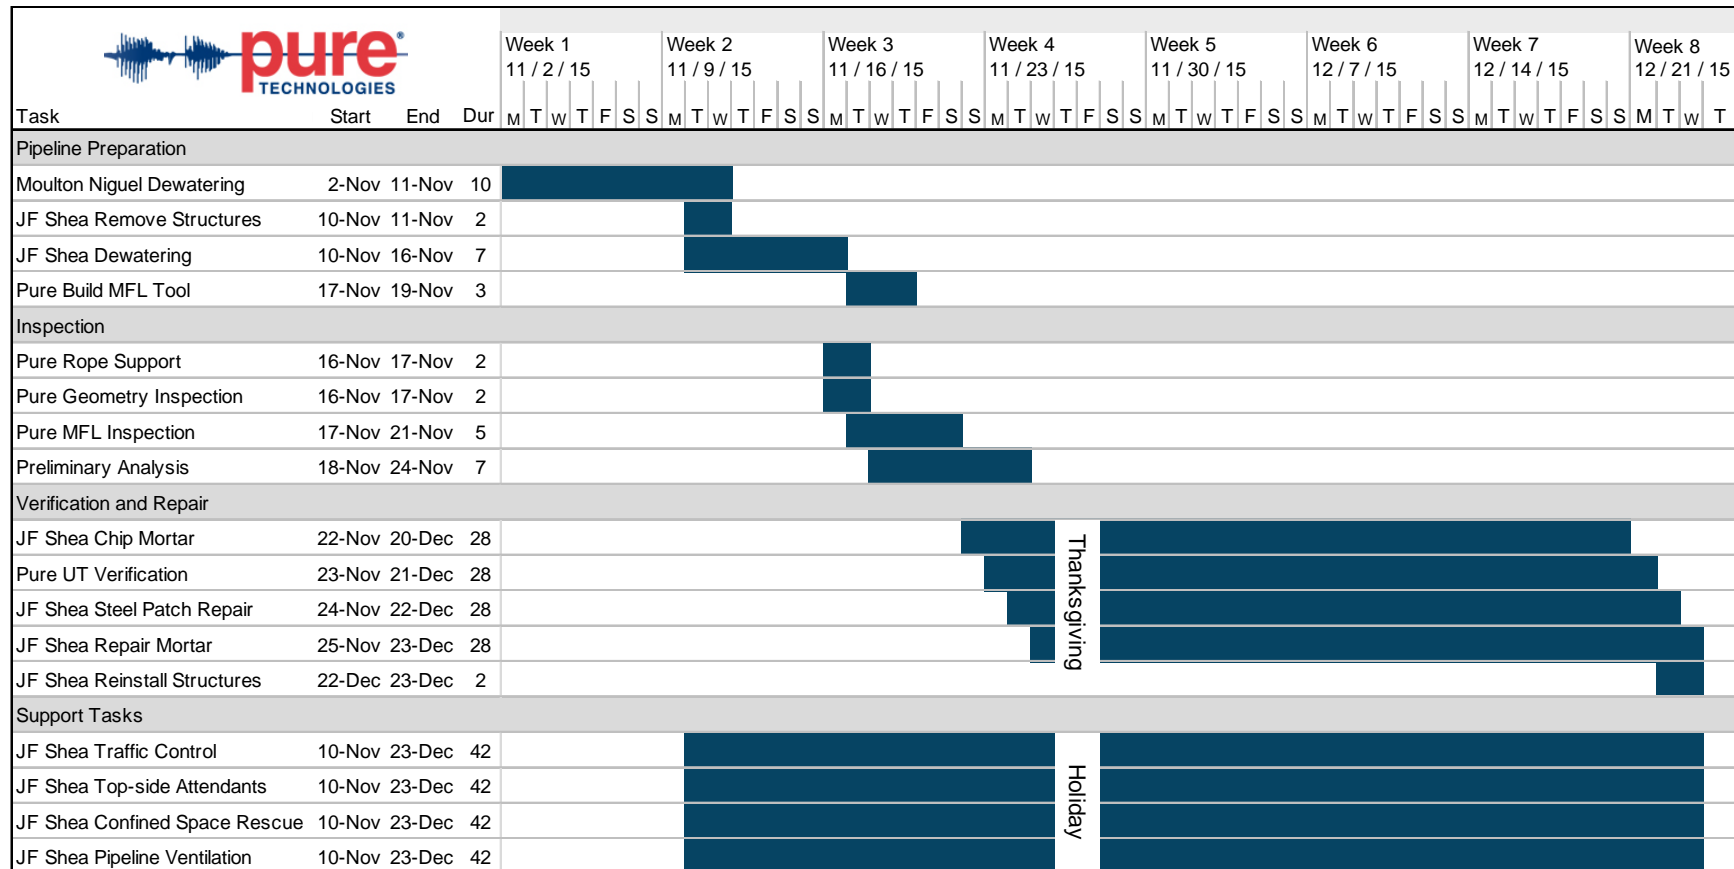 pure®
TECHNOLOGIES
Week 1 Week 2 Week 3 Week 4 Week 5 Week 6 Week 7 Week 8
11 / 2 / 15 11 / 9 / 15 11 / 16 / 15 11 / 23 / 15 11 / 30 / 15 12 / 7 / 15 12 / 14 / 15 12 / 21 / 15
Task Start End Dur M T W T F S S M T W T F S S M T W T F S S M T W T F S S M T W T F S S M T W T F S S M T W T F S S M T W T
Pipeline Preparation
Moulton Niguel Dewatering 2-Nov 11-Nov 10
JF Shea Remove Structures 10-Nov 11-Nov 2
JF Shea Dewatering 10-Nov 16-Nov 7
Pure Build MFL Tool 17-Nov 19-Nov 3
Inspection
Pure Rope Support 16-Nov 17-Nov 2
Pure Geometry Inspection 16-Nov 17-Nov 2
Pure MFL Inspection 17-Nov 21-Nov 5
Preliminary Analysis 18-Nov 24-Nov 7
Verification and Repair
JF Shea Chip Mortar 22-Nov 20-Dec 28
Pure UT Verification 23-Nov 21-Dec 28
JF Shea Steel Patch Repair 24-Nov 22-Dec 28
JF Shea Repair Mortar 25-Nov 23-Dec 28
JF Shea Reinstall Structures 22-Dec 23-Dec 2
Thanksgiving
Support Tasks
JF Shea Traffic Control 10-Nov 23-Dec 42
JF Shea Top-side Attendants 10-Nov 23-Dec 42
JF Shea Confined Space Rescue 10-Nov 23-Dec 42
JF Shea Pipeline Ventilation 10-Nov 23-Dec 42
Holiday